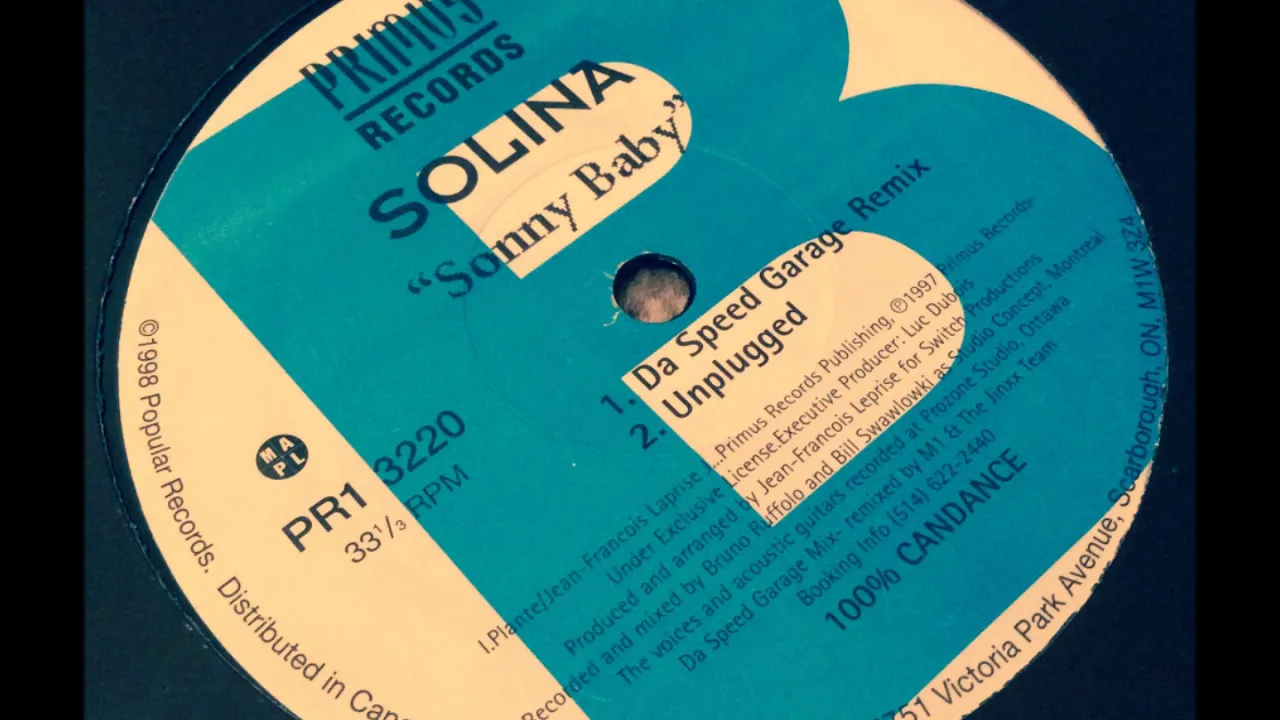 PRIMUS
RECORDS
SOLINA
“Sonny Baby”
1. Da Speed Garage Remix
2. Unplugged
I.Plante/Jean-Francois Laprise Primus Records Publishing, ℗1997 Primus Records-
Under Exclusive License.Executive Producer: Luc Dubois
Produced and arranged by Jean-Francois Leprise for Switch Productions
Recorded and mixed by Bruno Ruffolo and Bill Swawlowki as Studio Concept, Montreal
The voices and acoustic guitars recorded at Prozone Studio, Ottawa
Da Speed Garage Mix- remixed by M1 & The Jinxx Team
Booking Info (514) 622-2440
100% CANDANCE
MAPL
PR1 3220
33⅓ RPM
©1998 Popular Records. Distributed in
751 Victoria Park Avenue, Scarborough, ON, M1W 3Z4